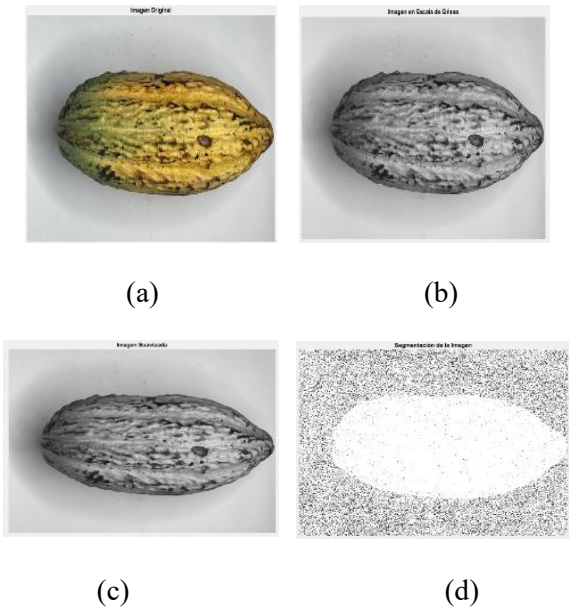 Imagen Original
Imagen en Escala de Grises
(a)
(b)
Imagen Suavizada
Segmentación de la Imagen
(c)
(d)